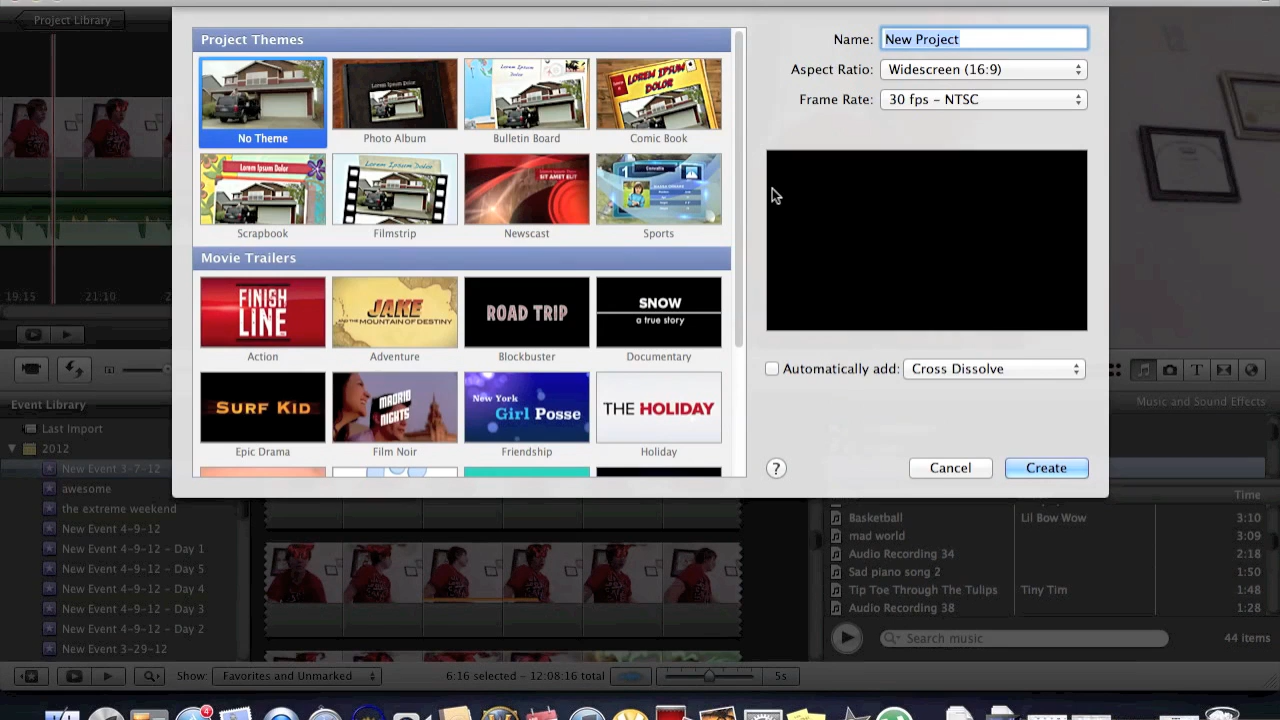 Project Library
Project Themes
No Theme
Photo Album
Bulletin Board
Comic Book
Scrapbook
Filmstrip
Newscast
Sports
Movie Trailers
FINISH LINE
Action
JAKE
AND THE MOUNTAIN OF DESTINY
Adventure
ROAD TRIP
Blockbuster
SNOW
a true story
Documentary
SURF KID
Epic Drama
MADRID NIGHTS
Film Noir
New York
Girl Posse
Friendship
THE HOLIDAY
Holiday
Name: New Project
Aspect Ratio: Widescreen (16:9)
Frame Rate: 30 fps – NTSC
Automatically add: Cross Dissolve
?
Cancel
Create
19:15
21:10
Event Library
Last Import
2012
New Event 3-7-12
awesome
the extreme weekend
New Event 4-9-12
New Event 4-9-12 – Day 1
New Event 4-9-12 – Day 5
New Event 4-9-12 – Day 4
New Event 4-9-12 – Day 3
New Event 4-9-12 – Day 2
New Event 3-29-12
Music and Sound Effects
Time
Basketball Lil Bow Wow 3:10
mad world 3:09
Audio Recording 34 2:18
Sad piano song 2 1:50
Tip Toe Through The Tulips Tiny Tim 1:48
Audio Recording 38 1:28
Search music
44 items
Show: Favorites and Unmarked
6:16 selected – 12:08:16 total
5s
4